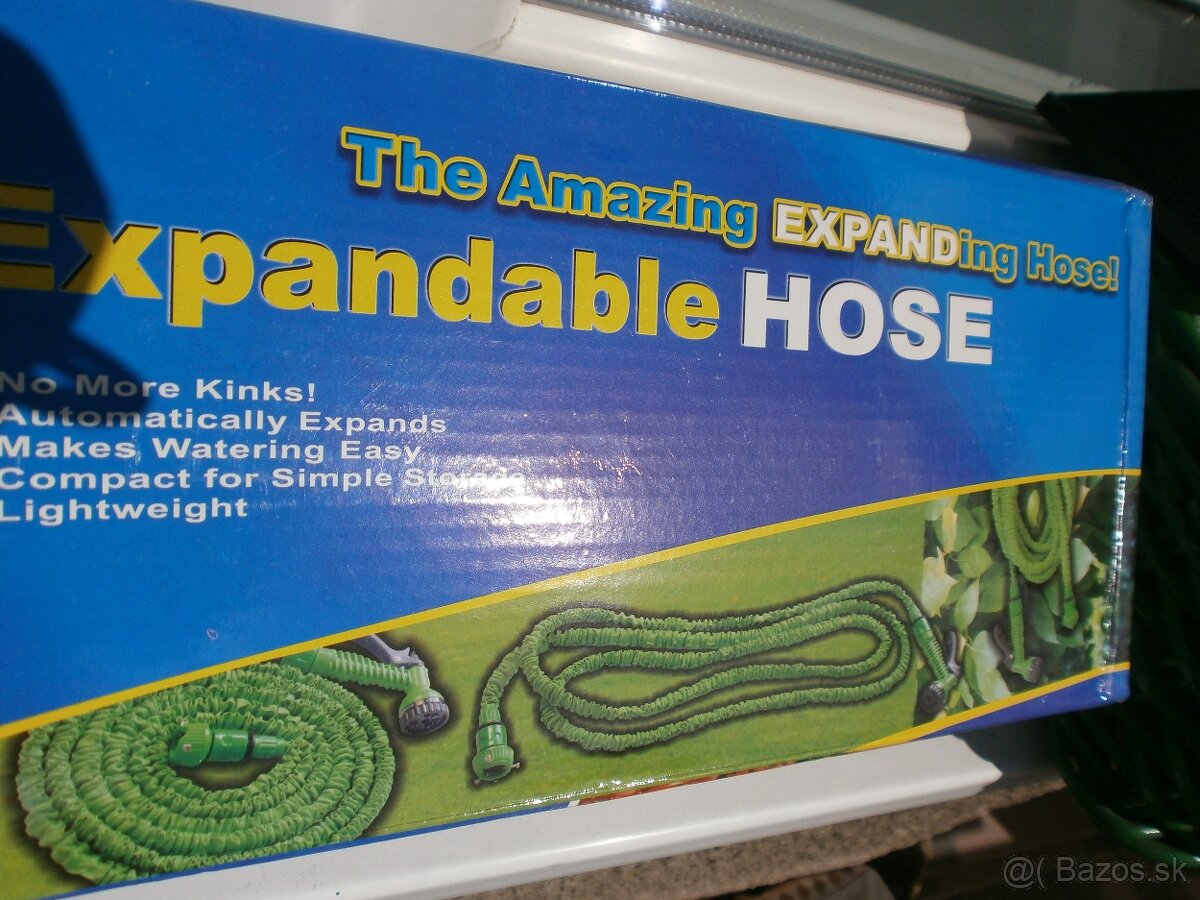 The Amazing EXPANDing Hose!
Expandable HOSE
No More Kinks!
Automatically Expands
Makes Watering Easy
Compact for Simple Storage
Lightweight
@( Bazos.sk